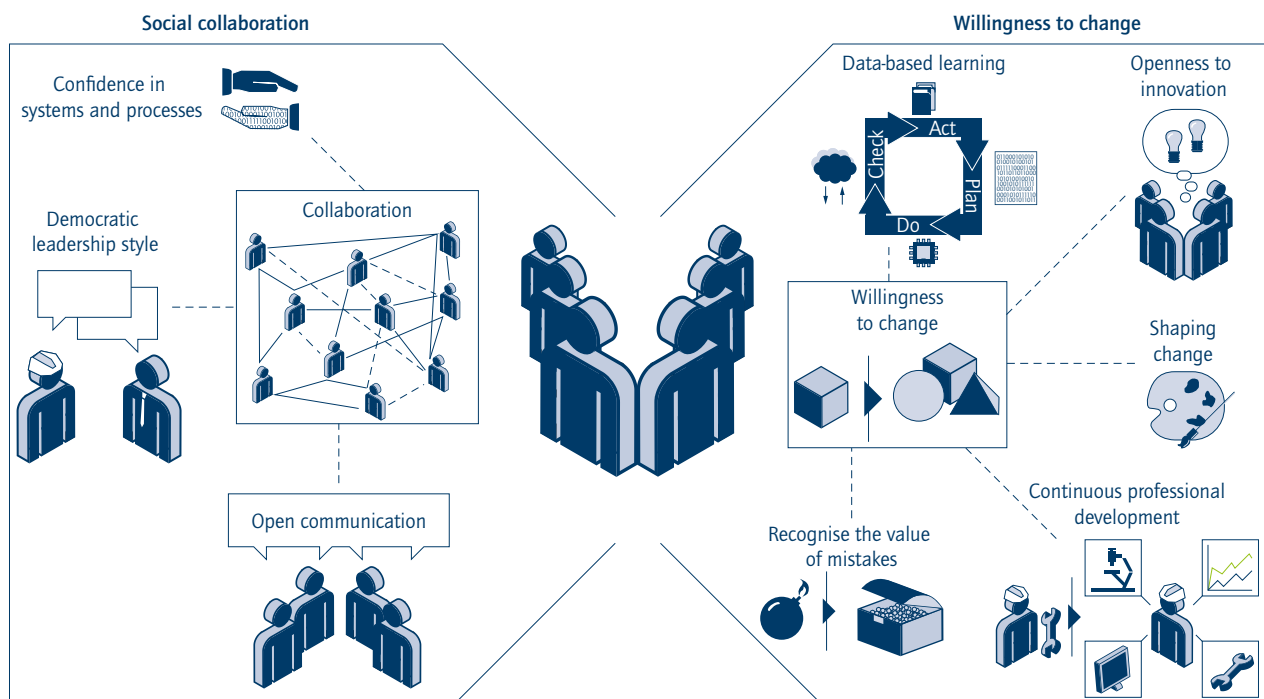 Social collaboration
Confidence in
systems and processes
Collaboration
Democratic
leadership style
Open communication
Willingness to change
Data-based learning
Check
Act
Plan
Do
Openness to
innovation
Willingness
to change
Shaping
change
Recognise the value
of mistakes
Continuous professional
development